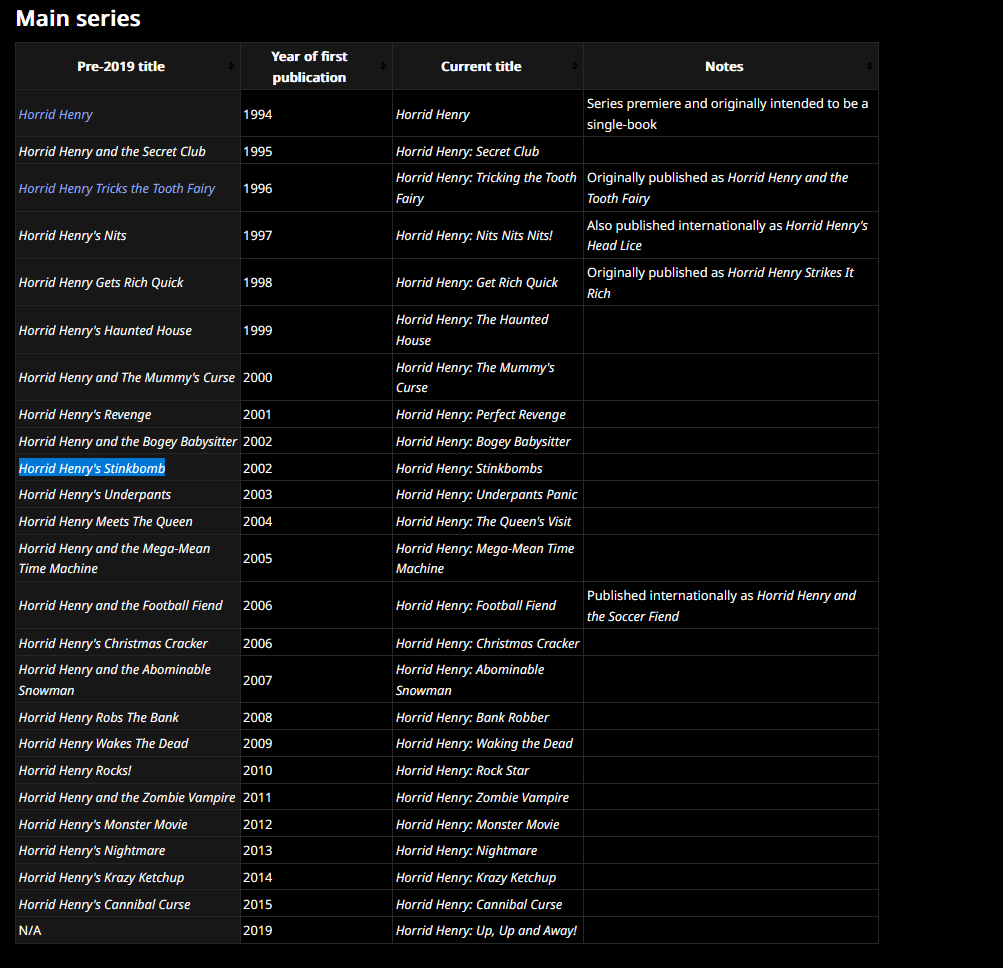 Main series
Pre-2019 title Year of first publication Current title Notes
Horrid Henry 1994 Horrid Henry Series premiere and originally intended to be a single-book
Horrid Henry and the Secret Club 1995 Horrid Henry: Secret Club
Horrid Henry Tricks the Tooth Fairy 1996 Horrid Henry: Tricking the Tooth Fairy Originally published as Horrid Henry and the Tooth Fairy
Horrid Henry's Nits 1997 Horrid Henry: Nits Nits Nits! Also published internationally as Horrid Henry's Head Lice
Horrid Henry Gets Rich Quick 1998 Horrid Henry: Get Rich Quick Originally published as Horrid Henry Strikes It Rich
Horrid Henry's Haunted House 1999 Horrid Henry: The Haunted House
Horrid Henry and The Mummy's Curse 2000 Horrid Henry: The Mummy's Curse
Horrid Henry's Revenge 2001 Horrid Henry: Perfect Revenge
Horrid Henry and the Bogey Babysitter 2002 Horrid Henry: Bogey Babysitter
Horrid Henry's Stinkbomb 2002 Horrid Henry: Stinkbombs
Horrid Henry's Underpants 2003 Horrid Henry: Underpants Panic
Horrid Henry Meets The Queen 2004 Horrid Henry: The Queen's Visit
Horrid Henry and the Mega-Mean Time Machine 2005 Horrid Henry: Mega-Mean Time Machine
Horrid Henry and the Football Fiend 2006 Horrid Henry: Football Fiend Published internationally as Horrid Henry and the Soccer Fiend
Horrid Henry's Christmas Cracker 2006 Horrid Henry: Christmas Cracker
Horrid Henry and the Abominable Snowman 2007 Horrid Henry: Abominable Snowman
Horrid Henry Robs The Bank 2008 Horrid Henry: Bank Robber
Horrid Henry Wakes The Dead 2009 Horrid Henry: Waking the Dead
Horrid Henry Rocks! 2010 Horrid Henry: Rock Star
Horrid Henry and the Zombie Vampire 2011 Horrid Henry: Zombie Vampire
Horrid Henry's Monster Movie 2012 Horrid Henry: Monster Movie
Horrid Henry's Nightmare 2013 Horrid Henry: Nightmare
Horrid Henry's Krazy Ketchup 2014 Horrid Henry: Krazy Ketchup
Horrid Henry's Cannibal Curse 2015 Horrid Henry: Cannibal Curse
N/A 2019 Horrid Henry: Up, Up and Away!